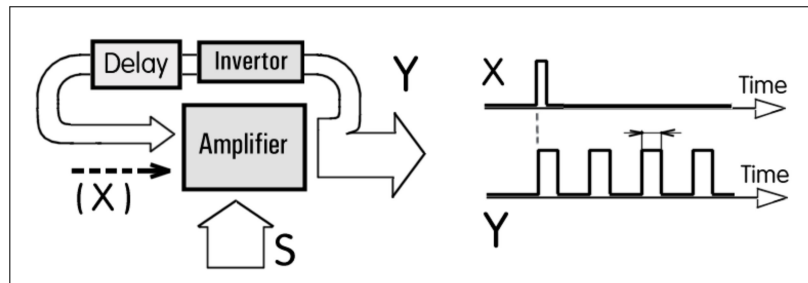 Delay
Invertor
Y
Amplifier
(X)
S
X
Time
Time
Y